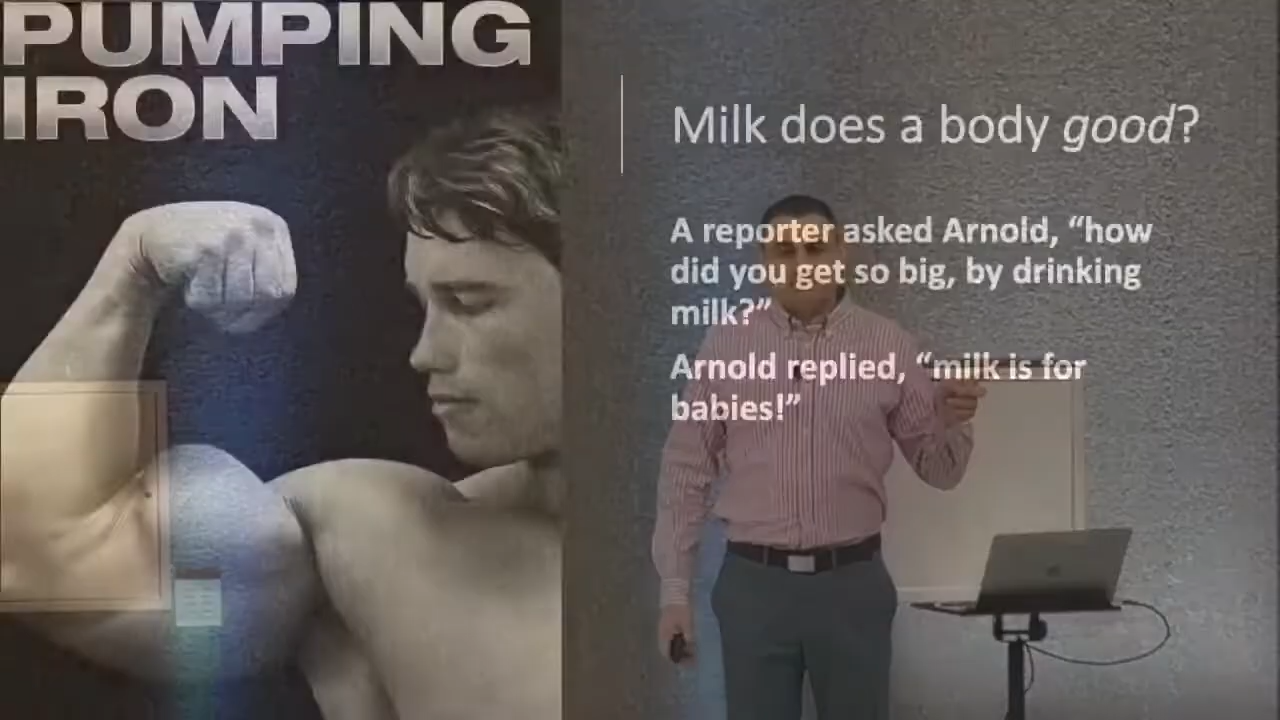 PUMPING
IRON
Milk does a body good?
A reporter asked Arnold, “how
did you get so big, by drinking
milk?”
Arnold replied, “milk is for
babies!”